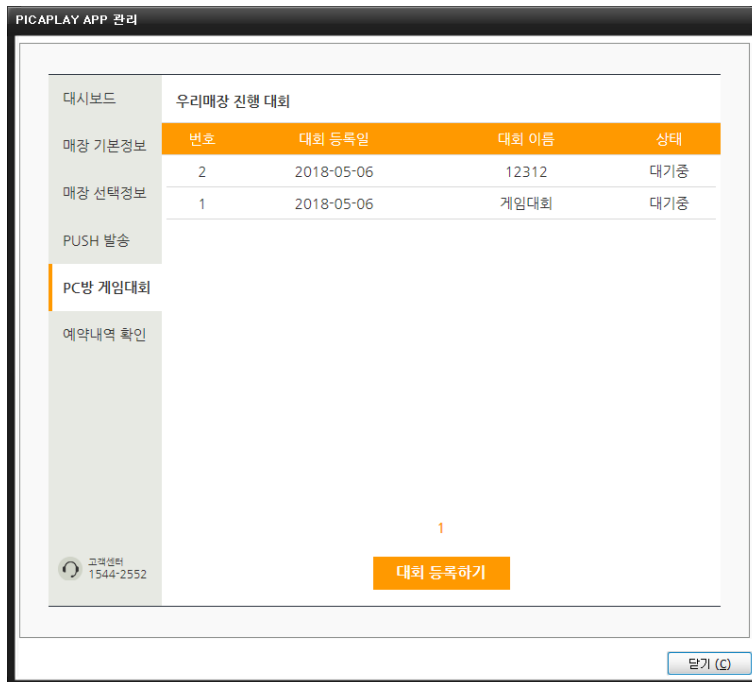 PICAPLAY APP 관리
대시보드
매장 기본정보
매장 선택정보
PUSH 발송
PC방 게임대회
예약내역 확인
고객센터
1544-2552
우리매장 진행 대회
번호 대회 등록일 대회 이름 상태
2 2018-05-06 12312 대기중
1 2018-05-06 게임대회 대기중
1
대회 등록하기
닫기 (C)